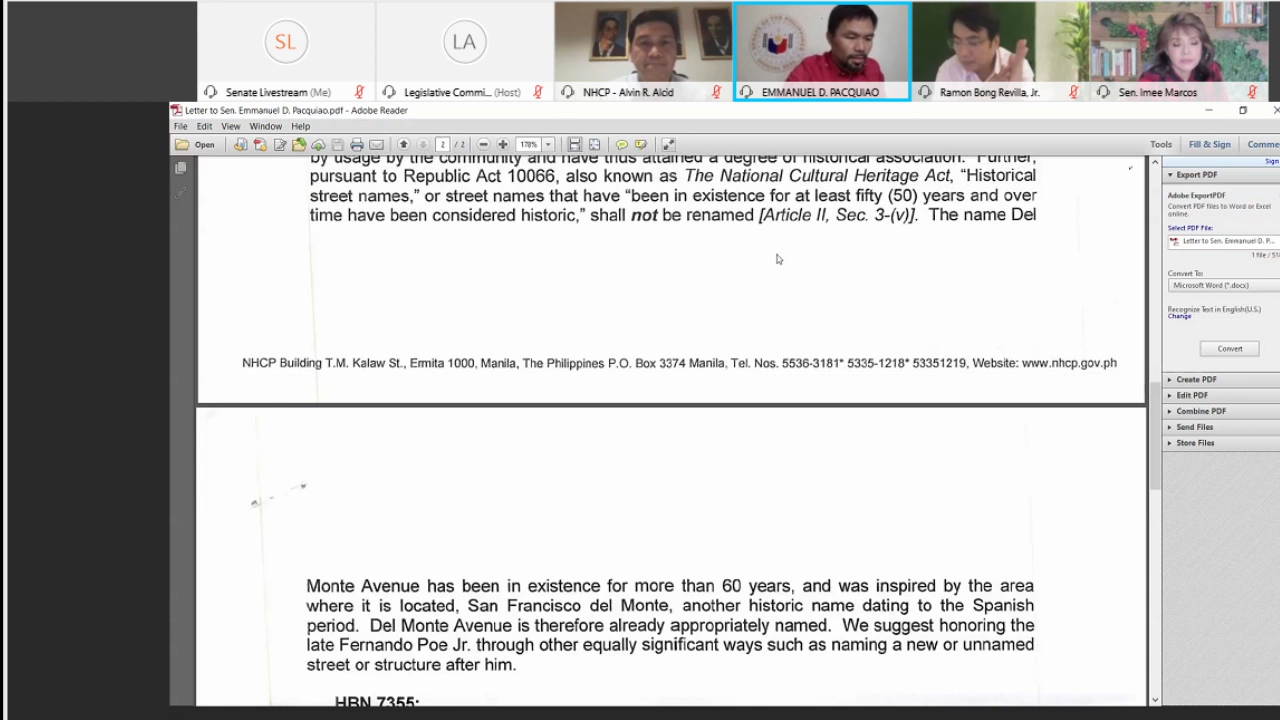 SL
LA
Senate Livestream (Me)
Legislative Commi... (Host)
NHCP - Alvin R. Alcid
EMMANUEL D. PACQUIAO
Ramon Bong Revilla, Jr.
Sen. Imee Marcos
Letter to Sen. Emmanuel D. Pacquiao.pdf - Adobe Reader
File Edit View Window Help
Open 2 / 2 178% Tools Fill & Sign Comme
by usage by the community and have thus attained a degree of historical association. Further,
pursuant to Republic Act 10066, also known as The National Cultural Heritage Act, “Historical
street names,” or street names that have “been in existence for at least fifty (50) years and over
time have been considered historic,” shall not be renamed [Article II, Sec. 3-(v)]. The name Del
NHCP Building T.M. Kalaw St., Ermita 1000, Manila, The Philippines P.O. Box 3374 Manila, Tel. Nos. 5536-3181* 5335-1218* 53351219, Website: www.nhcp.gov.ph
Monte Avenue has been in existence for more than 60 years, and was inspired by the area
where it is located, San Francisco del Monte, another historic name dating to the Spanish
period. Del Monte Avenue is therefore already appropriately named. We suggest honoring the
late Fernando Poe Jr. through other equally significant ways such as naming a new or unnamed
street or structure after him.
HBN 7355:
Sign
Export PDF
Adobe ExportPDF
Convert PDF files to Word or Excel
online.
Select PDF File:
Letter to Sen. Emmanuel D. P...
1 file / 51
Convert To:
Microsoft Word (*.docx)
Recognize Text in English(U.S.)
Change
Convert
Create PDF
Edit PDF
Combine PDF
Send Files
Store Files